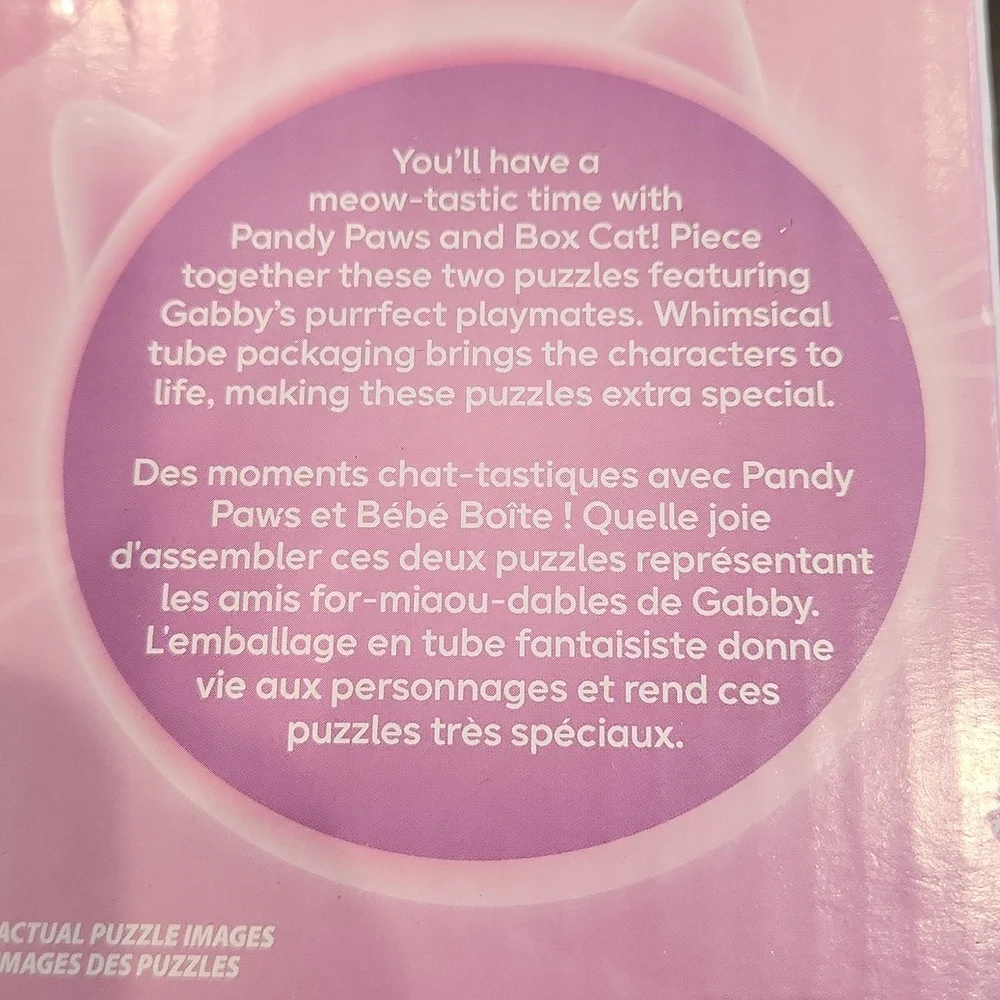 You'll have a
meow-tastic time with
Pandy Paws and Box Cat! Piece
together these two puzzles featuring
Gabby's purrfect playmates. Whimsical
tube packaging brings the characters to
life, making these puzzles extra special.
Des moments chat-tastiques avec Pandy
Paws et Bébé Boîte ! Quelle joie
d'assembler ces deux puzzles représentant
les amis for-miaou-dables de Gabby.
L'emballage en tube fantaisiste donne
vie aux personnages et rend ces
puzzles très spéciaux.
ACTUAL PUZZLE IMAGES
MAGES DES PUZZLES